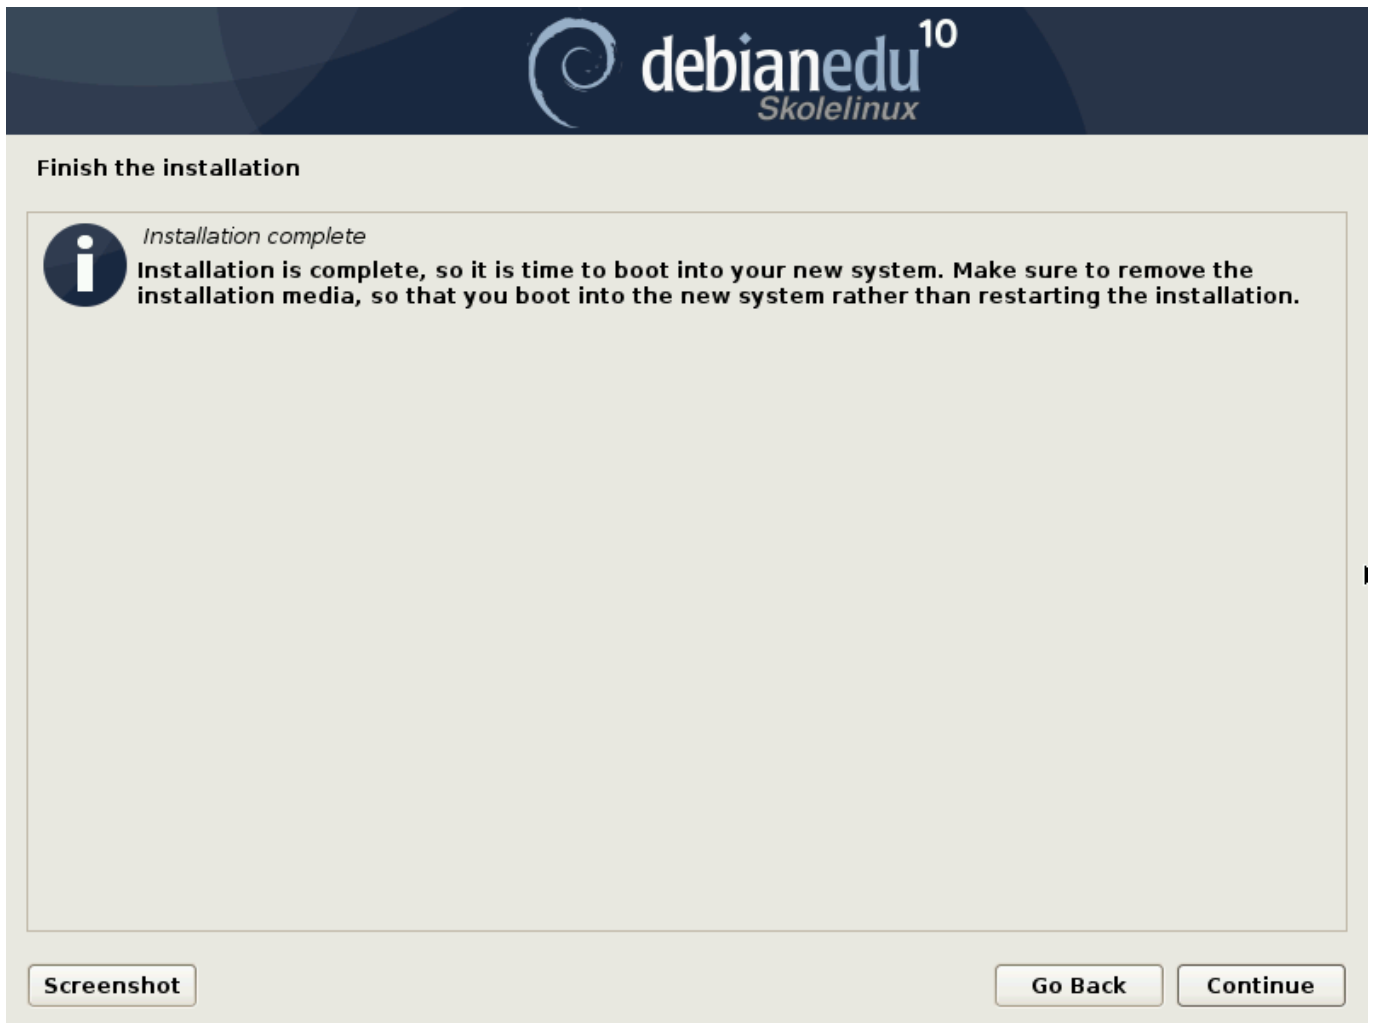 debianedu10
Skolelinux
Finish the installation
Installation complete
Installation is complete, so it is time to boot into your new system. Make sure to remove the
installation media, so that you boot into the new system rather than restarting the installation.
Screenshot
Go Back
Continue